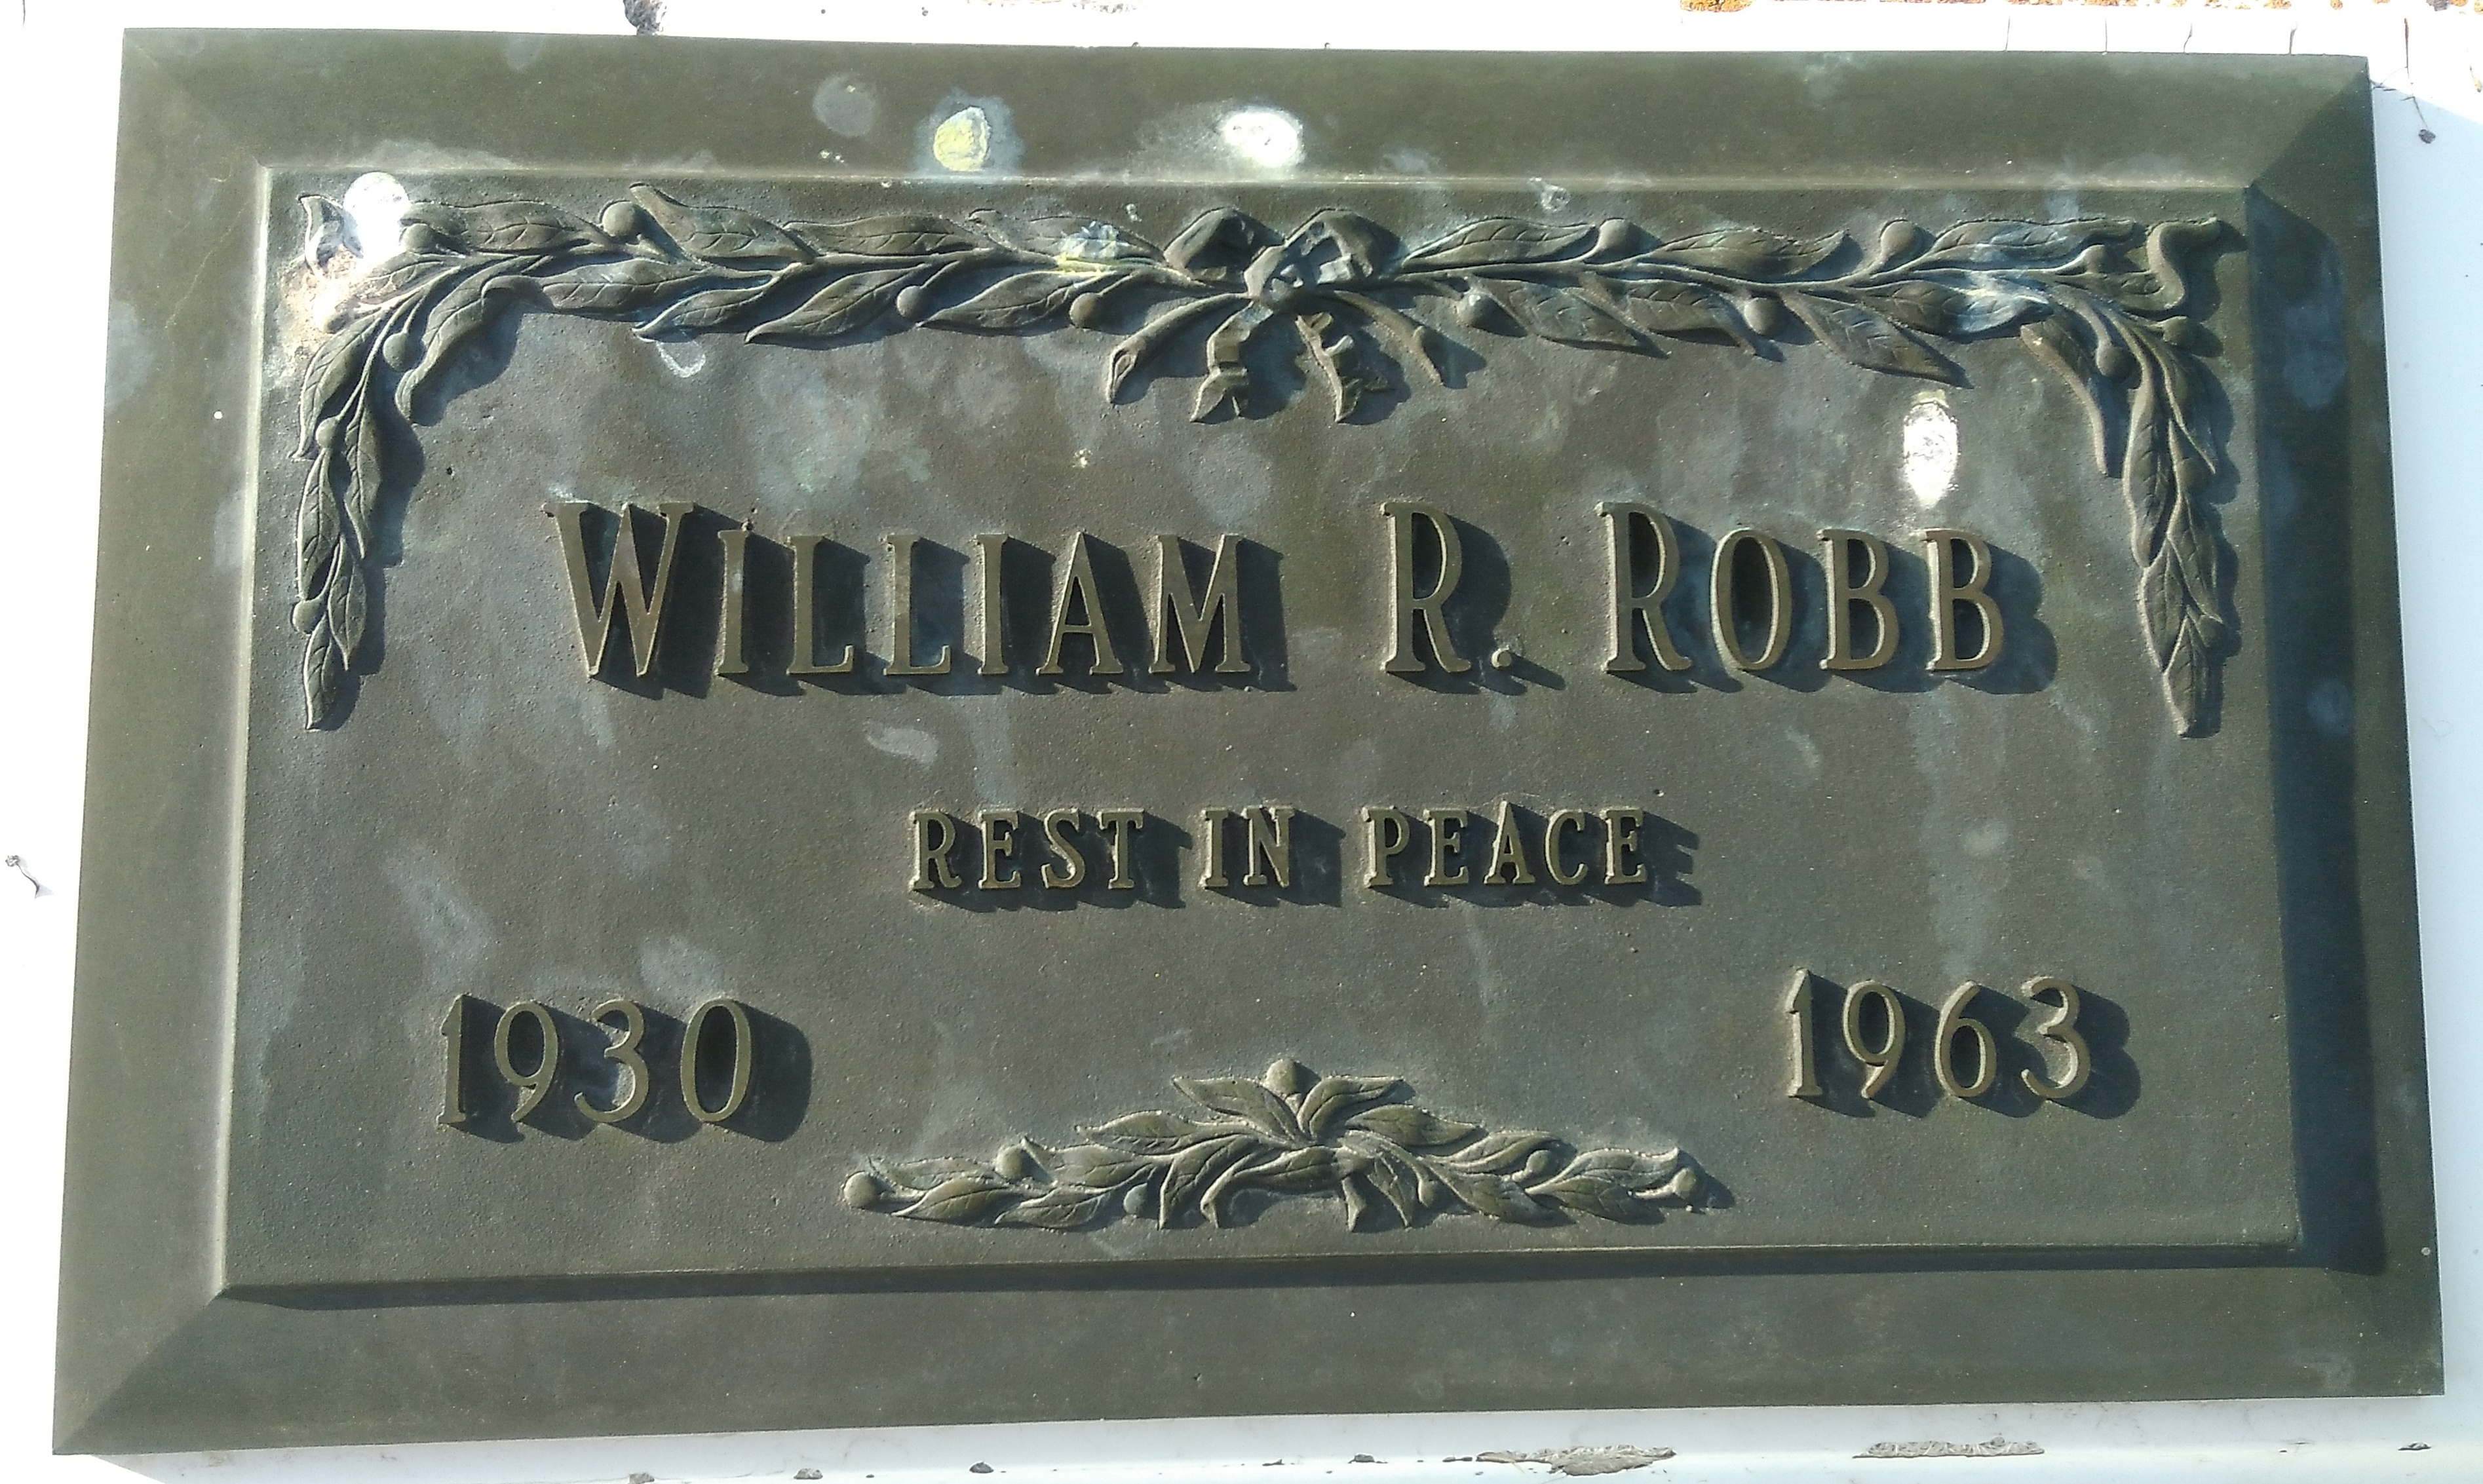 WILLIAM R. ROBB
REST IN PEACE
1930 1963